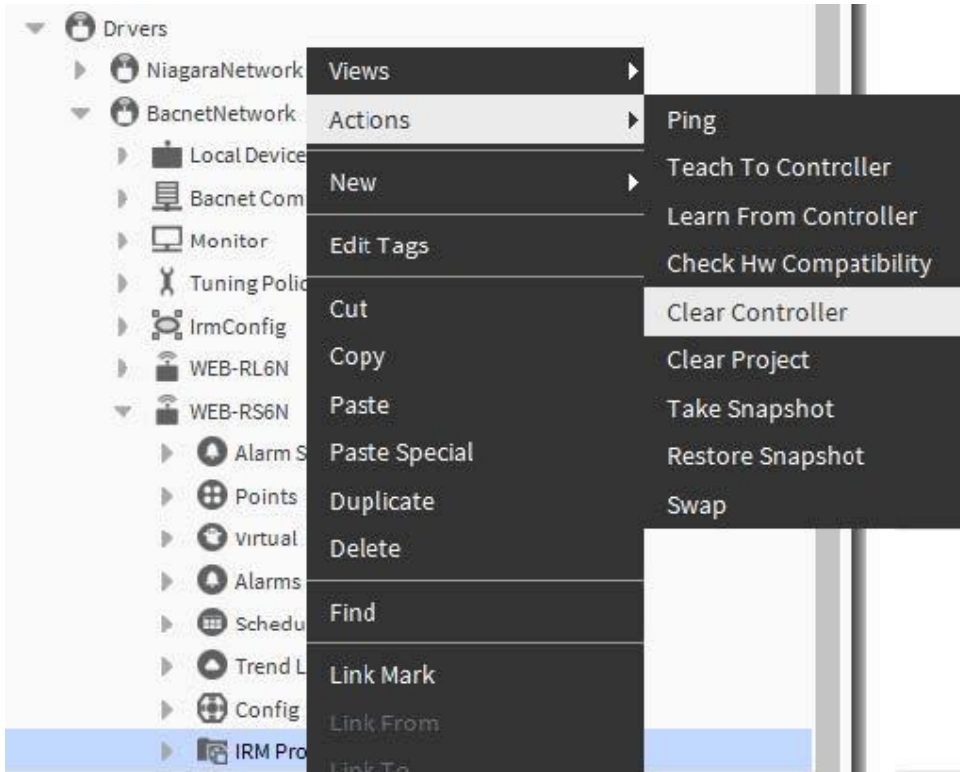 Drivers
NiagaraNetwork
BacnetNetwork
Local Device
Bacnet Com
Monitor
Tuning Polic
IrmConfig
WEB-RL6N
WEB-RS6N
Alarm S
Points
Virtual
Alarms
Schedu
Trend L
Config
IRM Pro
Views
Actions
New
Edit Tags
Cut
Copy
Paste
Paste Special
Duplicate
Delete
Find
Link Mark
Link From
Link To
Ping
Teach To Controller
Learn From Controller
Check Hw Compatibility
Clear Controller
Clear Project
Take Snapshot
Restore Snapshot
Swap